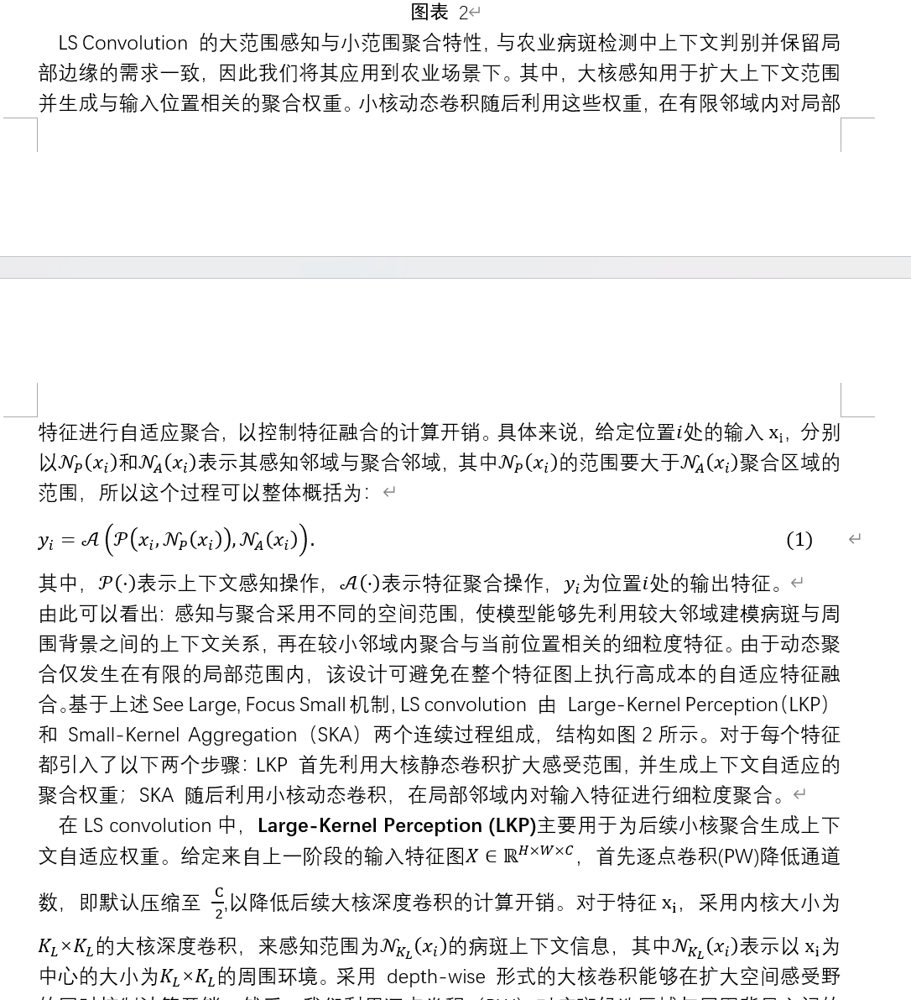 图表 2
LS Convolution 的大范围感知与小范围聚合特性，与农业病斑检测中上下文判别并保留局
部边缘的需求一致，因此我们将其应用到农业场景下。其中，大核感知用于扩大上下文范围
并生成与输入位置相关的聚合权重。小核动态卷积随后利用这些权重，在有限邻域内对局部
特征进行自适应聚合，以控制特征融合的计算开销。具体来说，给定位置𝑖处的输入 xᵢ，分别
以𝒩_P(𝑥ᵢ)和𝒩_A(𝑥ᵢ)表示其感知邻域与聚合邻域，其中𝒩_P(𝑥ᵢ)的范围要大于𝒩_A(𝑥ᵢ)聚合区域的
范围，所以这个过程可以整体概括为：
𝑦ᵢ = 𝒜(𝒫(𝑥ᵢ, 𝒩_P(𝑥ᵢ)), 𝒩_A(𝑥ᵢ)). (1)
其中，𝒫(·)表示上下文感知操作，𝒜(·)表示特征聚合操作，𝑦ᵢ为位置𝑖处的输出特征。
由此可以看出：感知与聚合采用不同的空间范围，使模型能够先利用较大邻域建模病斑与周
围背景之间的上下文关系，再在较小邻域内聚合与当前位置相关的细粒度特征。由于动态聚
合仅发生在有限的局部范围内，该设计可避免在整个特征图上执行高成本的自适应特征融
合。基于上述 See Large, Focus Small 机制，LS convolution 由 Large-Kernel Perception（LKP）
和 Small-Kernel Aggregation（SKA）两个连续过程组成，结构如图 2 所示。对于每个特征
都引入了以下两个步骤：LKP 首先利用大核静态卷积扩大感受范围，并生成上下文自适应的
聚合权重；SKA 随后利用小核动态卷积，在局部邻域内对输入特征进行细粒度聚合。
在 LS convolution 中，Large-Kernel Perception (LKP)主要用于为后续小核聚合生成上下
文自适应权重。给定来自上一阶段的输入特征图𝑋 ∈ ℝ^{H×W×C}，首先逐点卷积(PW)降低通道
数，即默认压缩至 C/2,以降低后续大核深度卷积的计算开销。对于特征 xᵢ，采用内核大小为
𝐾_L×𝐾_L的大核深度卷积，来感知范围为𝒩_{K_L}(𝑥ᵢ)的病斑上下文信息，其中𝒩_{K_L}(𝑥ᵢ)表示以 xᵢ为
中心的大小为𝐾_L×𝐾_L的周围环境。采用 depth-wise 形式的大核卷积能够在扩大空间感受野